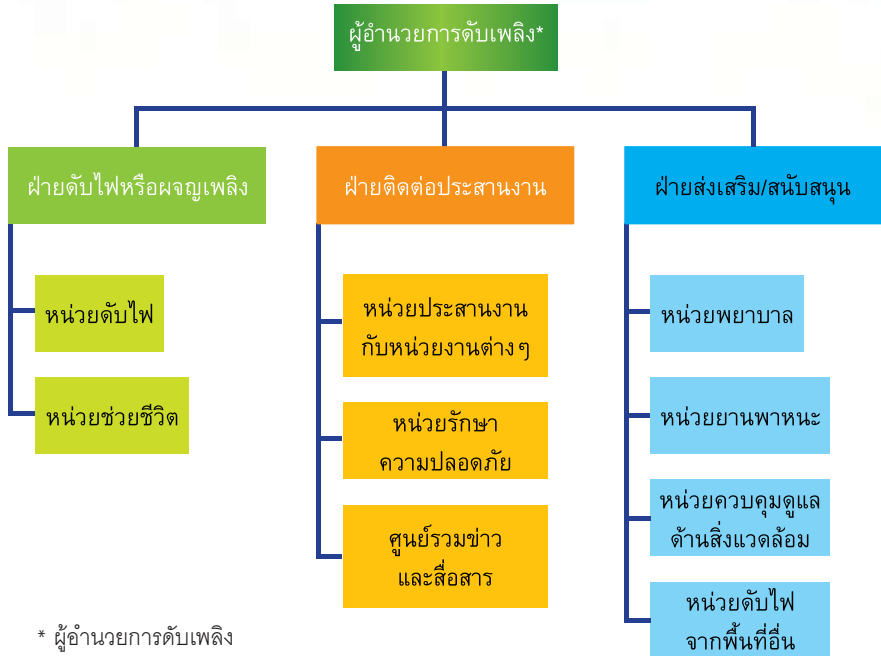 ผู้อำนวยการดับเพลิง*
ฝ่ายดับไฟหรือผจญเพลิง
หน่วยดับไฟ
หน่วยช่วยชีวิต
ฝ่ายติดต่อประสานงาน
หน่วยประสานงาน
กับหน่วยงานต่างๆ
หน่วยรักษา
ความปลอดภัย
ศูนย์รวมข่าว
และสื่อสาร
ฝ่ายส่งเสริม/สนับสนุน
หน่วยพยาบาล
หน่วยยานพาหนะ
หน่วยควบคุมดูแล
ด้านสิ่งแวดล้อม
หน่วยดับไฟ
จากพื้นที่อื่น
* ผู้อำนวยการดับเพลิง